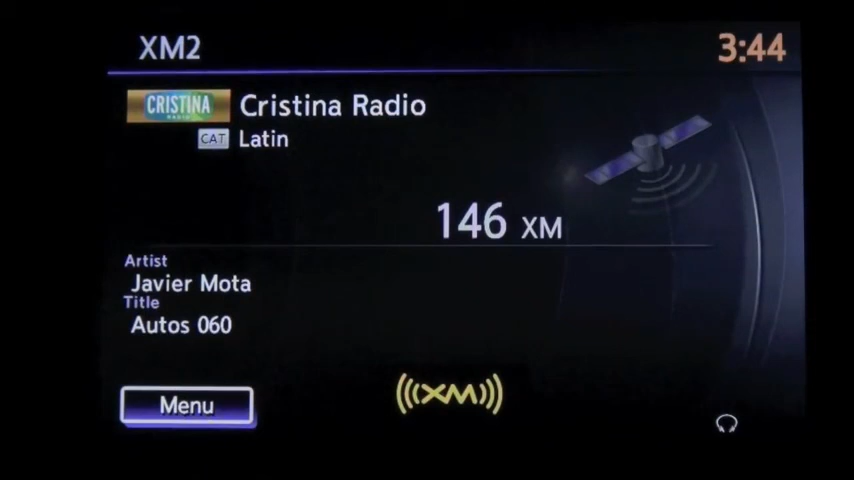 XM2
3:44
CRISTINA
RADIO
Cristina Radio
CAT Latin
146 XM
Artist
Javier Mota
Title
Autos 060
Menu
XM